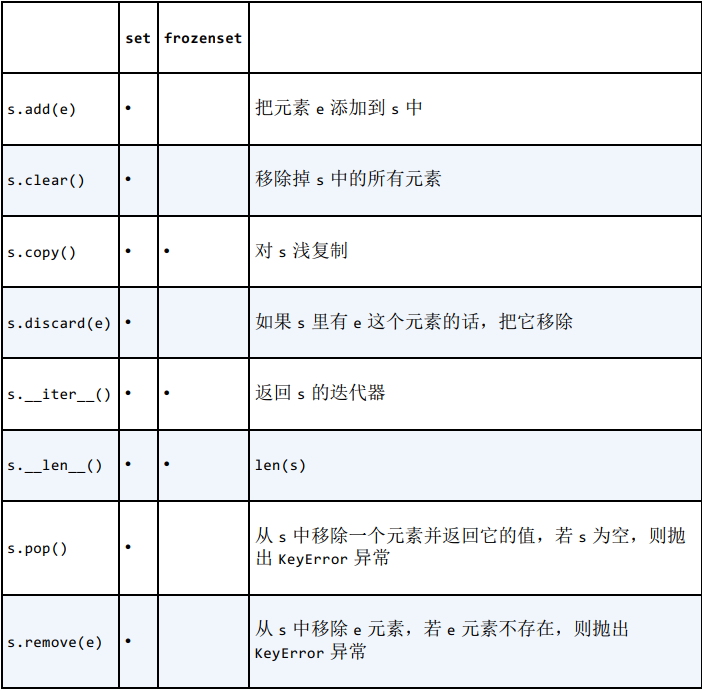 set frozenset
s.add(e) • 把元素 e 添加到 s 中
s.clear() • 移除掉 s 中的所有元素
s.copy() • • 对 s 浅复制
s.discard(e) • 如果 s 里有 e 这个元素的话，把它移除
s.__iter__() • • 返回 s 的迭代器
s.__len__() • • len(s)
s.pop() • 从 s 中移除一个元素并返回它的值，若 s 为空，则抛
出 KeyError 异常
s.remove(e) • 从 s 中移除 e 元素，若 e 元素不存在，则抛出
KeyError 异常